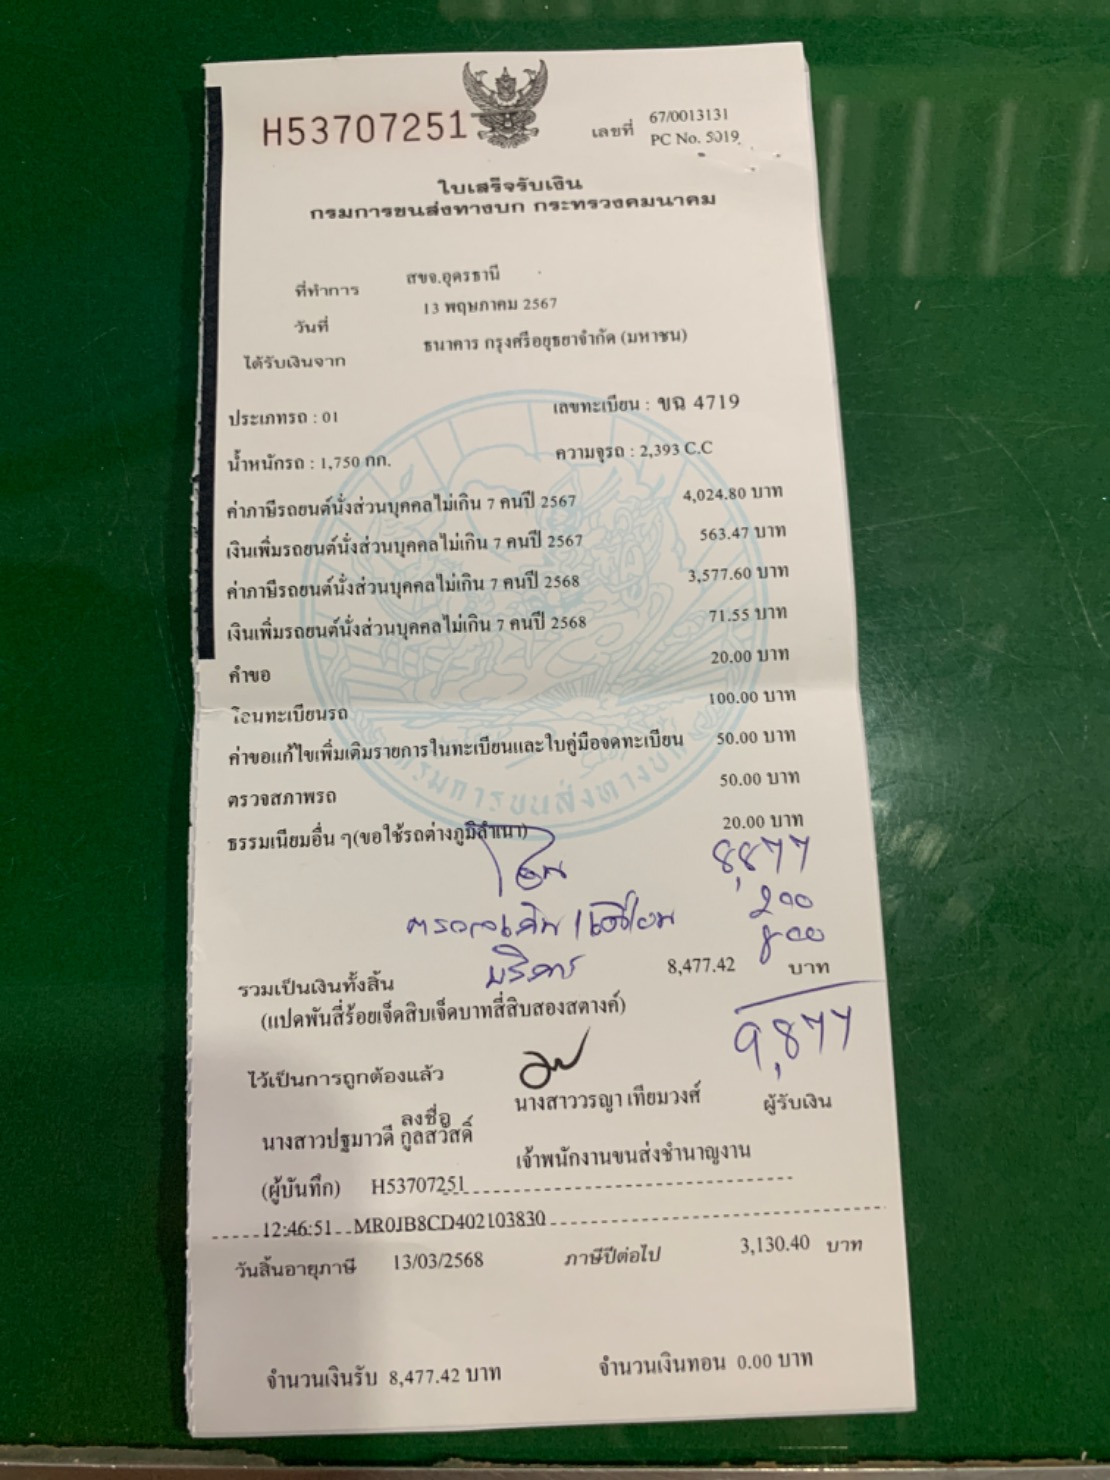 H53707251
เลขที่ 67/0013131
PC No. 5019
ใบเสร็จรับเงิน
กรมการขนส่งทางบก กระทรวงคมนาคม
ที่ทำการ สขจ.อุดรธานี
วันที่ 13 พฤษภาคม 2567
ได้รับเงินจาก ธนาคาร กรุงศรีอยุธยาจำกัด (มหาชน)
ประเภทรถ : 01 เลขทะเบียน : ขฉ 4719
น้ำหนักรถ : 1,750 กก. ความจุรถ : 2,393 C.C
ค่าภาษีรถยนต์นั่งส่วนบุคคลไม่เกิน 7 คนปี 2567 4,024.80 บาท
เงินเพิ่มรถยนต์นั่งส่วนบุคคลไม่เกิน 7 คนปี 2567 563.47 บาท
ค่าภาษีรถยนต์นั่งส่วนบุคคลไม่เกิน 7 คนปี 2568 3,577.60 บาท
เงินเพิ่มรถยนต์นั่งส่วนบุคคลไม่เกิน 7 คนปี 2568 71.55 บาท
คำขอ 20.00 บาท
โอนทะเบียนรถ 100.00 บาท
ค่าขอแก้ไขเพิ่มเติมรายการในทะเบียนและใบคู่มือจดทะเบียน 50.00 บาท
ตรวจสภาพรถ 50.00 บาท
ธรรมเนียมอื่น ๆ(ขอใช้รถต่างภูมิลำเนา) 20.00 บาท
กรมการขนส่งทางบก
โอน 8,877
200
บริการ 800
รวมเป็นเงินทั้งสิ้น 8,477.42 บาท
(แปดพันสี่ร้อยเจ็ดสิบเจ็ดบาทสี่สิบสองสตางค์)
9,877
ไว้เป็นการถูกต้องแล้ว
ลงชื่อ นางสาววรญา เทียมวงศ์ ผู้รับเงิน
นางสาวปฐมาวดี กูลสวัสดิ์
เจ้าพนักงานขนส่งชำนาญงาน
(ผู้บันทึก) H53707251
12:46:51 MR0JB8CD402103830
วันสิ้นอายุภาษี 13/03/2568 ภาษีปีต่อไป 3,130.40 บาท
จำนวนเงินรับ 8,477.42 บาท จำนวนเงินทอน 0.00 บาท